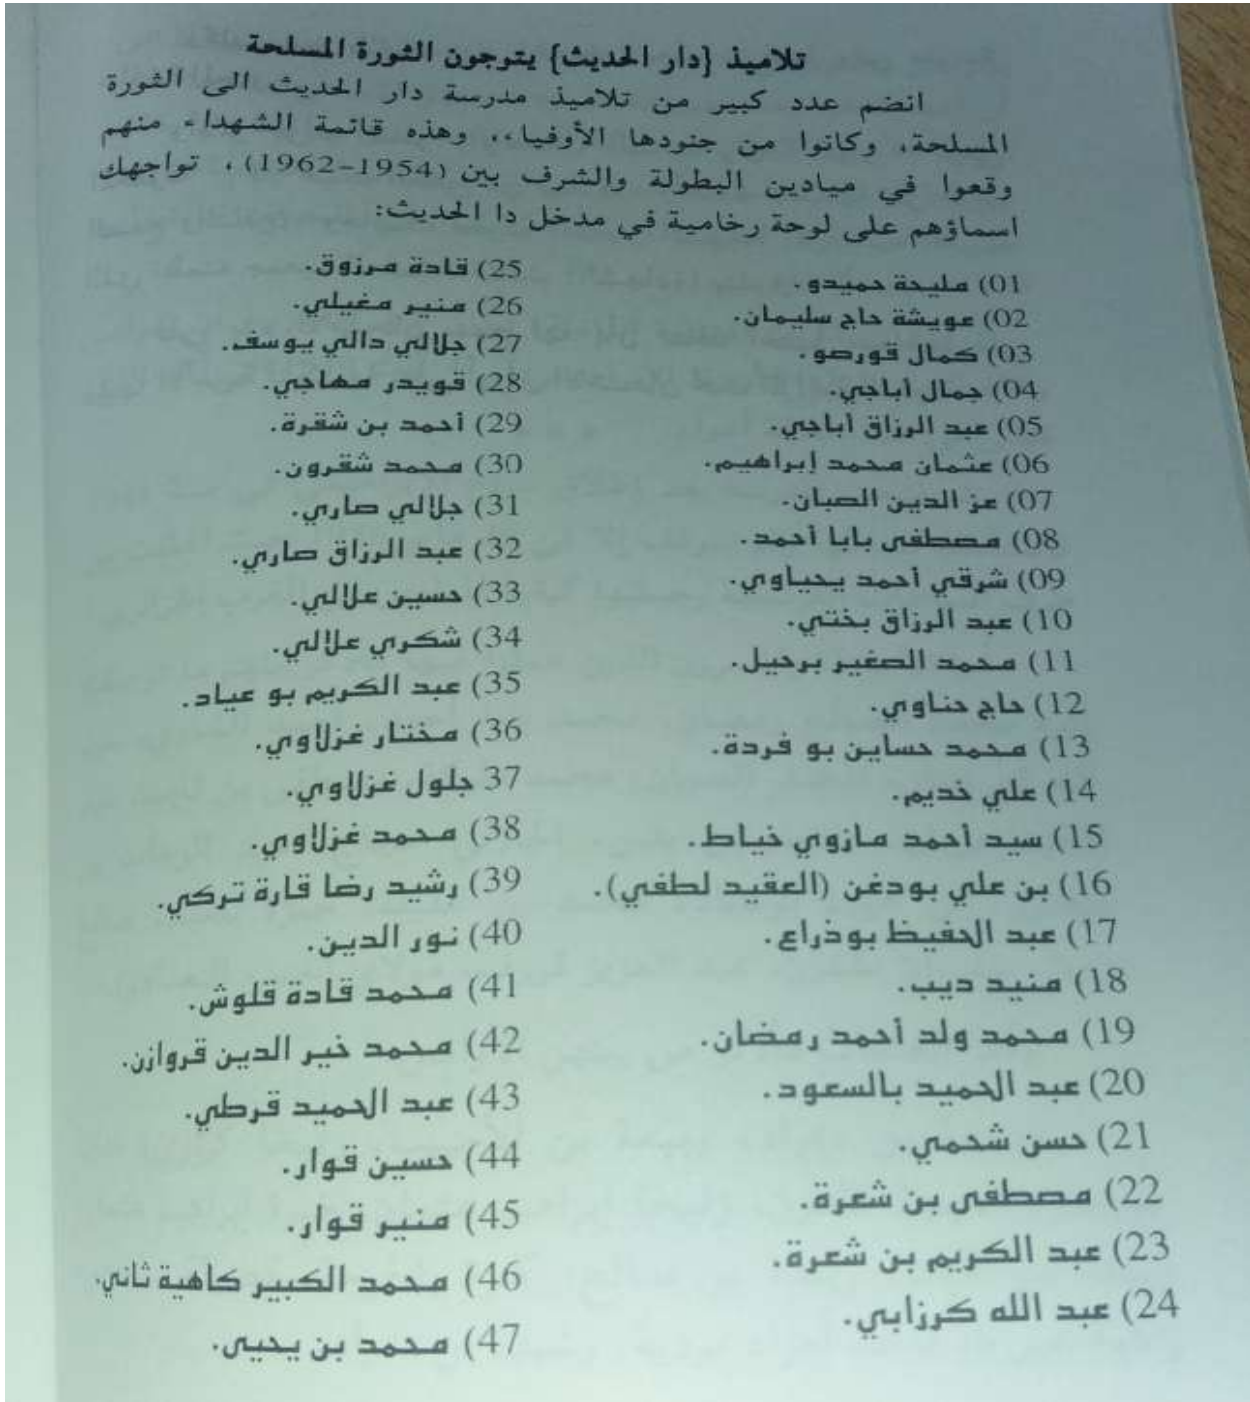 تلاميذ {دار الحديث} يتوجون الثورة المسلحة
انضم عدد كبير من تلاميذ مدرسة دار الحديث الى الثورة
المسلحة، وكانوا من جنودها الأوفياء.. وهذه قائمة الشهداء منهم
وقعوا في ميادين البطولة والشرف بين (1954-1962)، تواجهك
اسماؤهم على لوحة رخامية في مدخل دا الحديث:
01) مليحة حميدو.
02) عويشة حاج سليمان.
03) كمال قورصو.
04) جمال أباجي.
05) عبد الرزاق أباجي.
06) عثمان محمد إبراهيم.
07) عز الدين الصبان.
08) مصطفى بابا أحمد.
09) شرقي أحمد يحياوي.
10) عبد الرزاق بختي.
11) محمد الصغير برحيل.
12) حاج حناوي.
13) محمد حساين بو فردة.
14) علي خديم.
15) سيد أحمد مازوي خياط.
16) بن علي بودغن (العقيد لطفي).
17) عبد الحفيظ بوذراع.
18) منيد ديب.
19) محمد ولد أحمد رمضان.
20) عبد الحميد بالسعود.
21) حسن شحمي.
22) مصطفى بن شعرة.
23) عبد الكريم بن شعرة.
24) عبد الله كرزابي.
25) قادة مرزوق.
26) منير مغيلي.
27) جلالي دالي يوسف.
28) قويدر مهاجي.
29) أحمد بن شقرة.
30) محمد شقرون.
31) جلالي صاري.
32) عبد الرزاق صاري.
33) حسين علالي.
34) شكري علالي.
35) عبد الكريم بو عياد.
36) مختار غزلاوي.
37 جلول غزلاوي.
38) محمد غزلاوي.
39) رشيد رضا قارة تركي.
40) نور الدين.
41) محمد قادة قلوش.
42) محمد خير الدين قروازن.
43) عبد الحميد قرطي.
44) حسين قوار.
45) منير قوار.
46) محمد الكبير كاهية ثاني.
47) محمد بن يحيى.